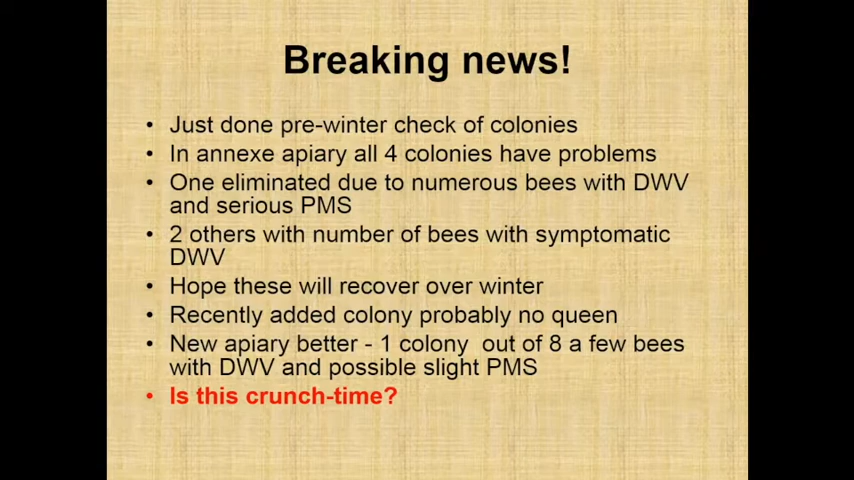 Breaking news!
• Just done pre-winter check of colonies
• In annexe apiary all 4 colonies have problems
• One eliminated due to numerous bees with DWV
and serious PMS
• 2 others with number of bees with symptomatic
DWV
• Hope these will recover over winter
• Recently added colony probably no queen
• New apiary better - 1 colony out of 8 a few bees
with DWV and possible slight PMS
• Is this crunch-time?